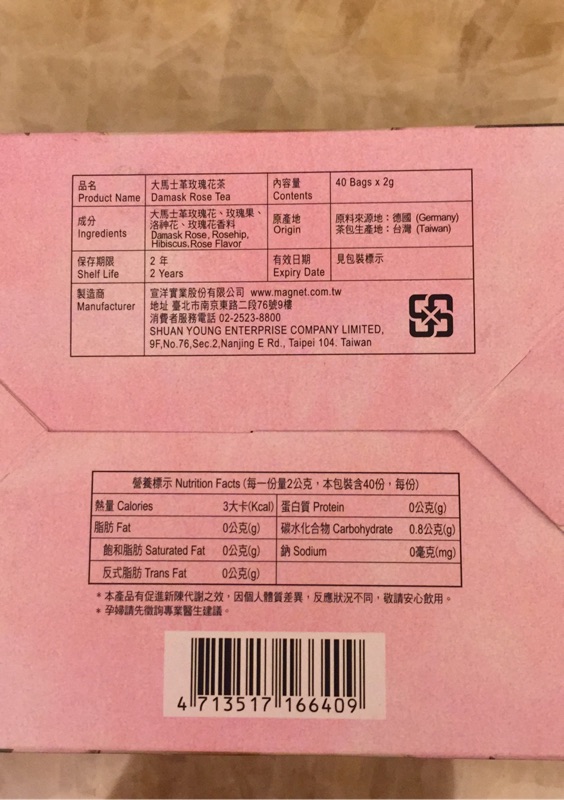 品名
Product Name
大馬士革玫瑰花茶
Damask Rose Tea
內容量
Contents
40 Bags x 2g
成分
Ingredients
大馬士革玫瑰花、玫瑰果、
洛神花、玫瑰花香料
Damask Rose, Rosehip,
Hibiscus,Rose Flavor
原產地
Origin
原料來源地：德國 (Germany)
茶包生產地：台灣 (Taiwan)
保存期限
Shelf Life
2 年
2 Years
有效日期
Expiry Date
見包裝標示
製造商
Manufacturer
宣洋實業股份有限公司 www.magnet.com.tw
地址 臺北市南京東路二段76號9樓
消費者服務電話 02-2523-8800
SHUAN YOUNG ENTERPRISE COMPANY LIMITED,
9F,No.76,Sec.2,Nanjing E Rd., Taipei 104. Taiwan
營養標示 Nutrition Facts (每一份量2公克，本包裝含40份，每份)
熱量 Calories 3大卡(Kcal) 蛋白質 Protein 0公克(g)
脂肪 Fat 0公克(g) 碳水化合物 Carbohydrate 0.8公克(g)
飽和脂肪 Saturated Fat 0公克(g) 鈉 Sodium 0毫克(mg)
反式脂肪 Trans Fat 0公克(g)
* 本產品有促進新陳代謝之效，因個人體質差異，反應狀況不同，敬請安心飲用。
* 孕婦請先徵詢專業醫生建議。
4 713517 166409